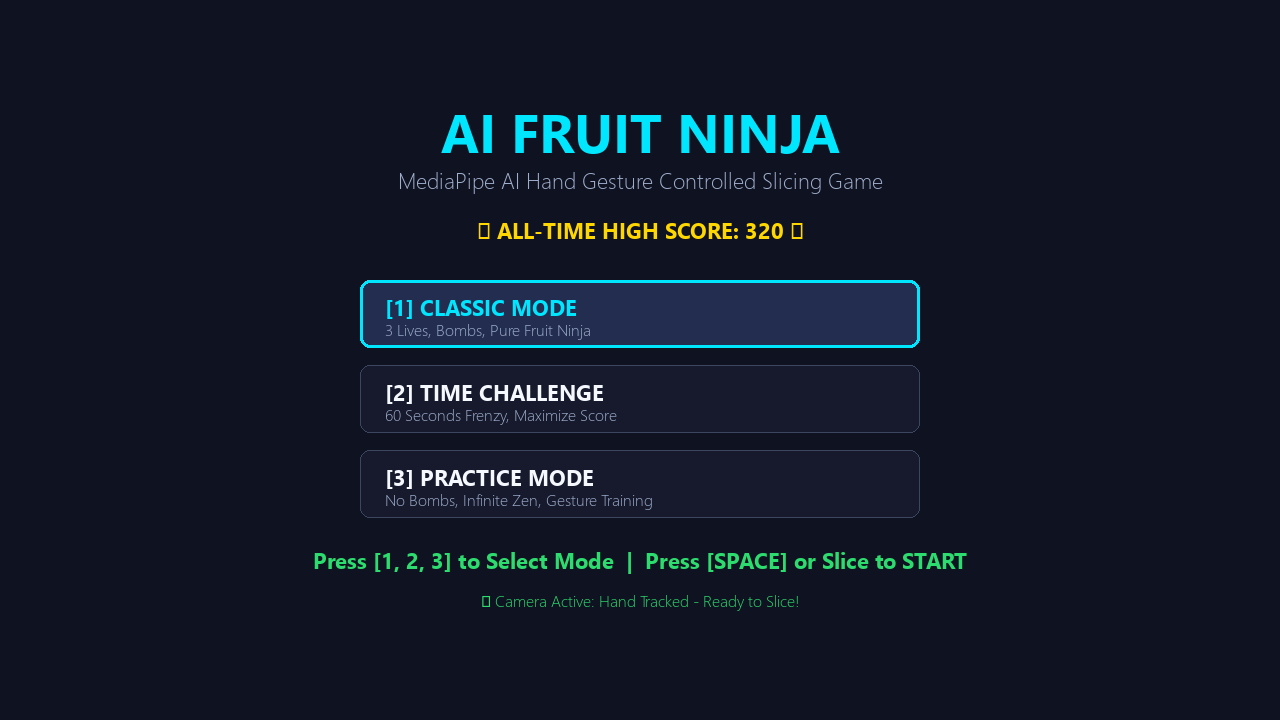 AI FRUIT NINJA
MediaPipe AI Hand Gesture Controlled Slicing Game
▯ ALL-TIME HIGH SCORE: 320 ▯
[1] CLASSIC MODE
3 Lives, Bombs, Pure Fruit Ninja
[2] TIME CHALLENGE
60 Seconds Frenzy, Maximize Score
[3] PRACTICE MODE
No Bombs, Infinite Zen, Gesture Training
Press [1, 2, 3] to Select Mode | Press [SPACE] or Slice to START
▯ Camera Active: Hand Tracked - Ready to Slice!